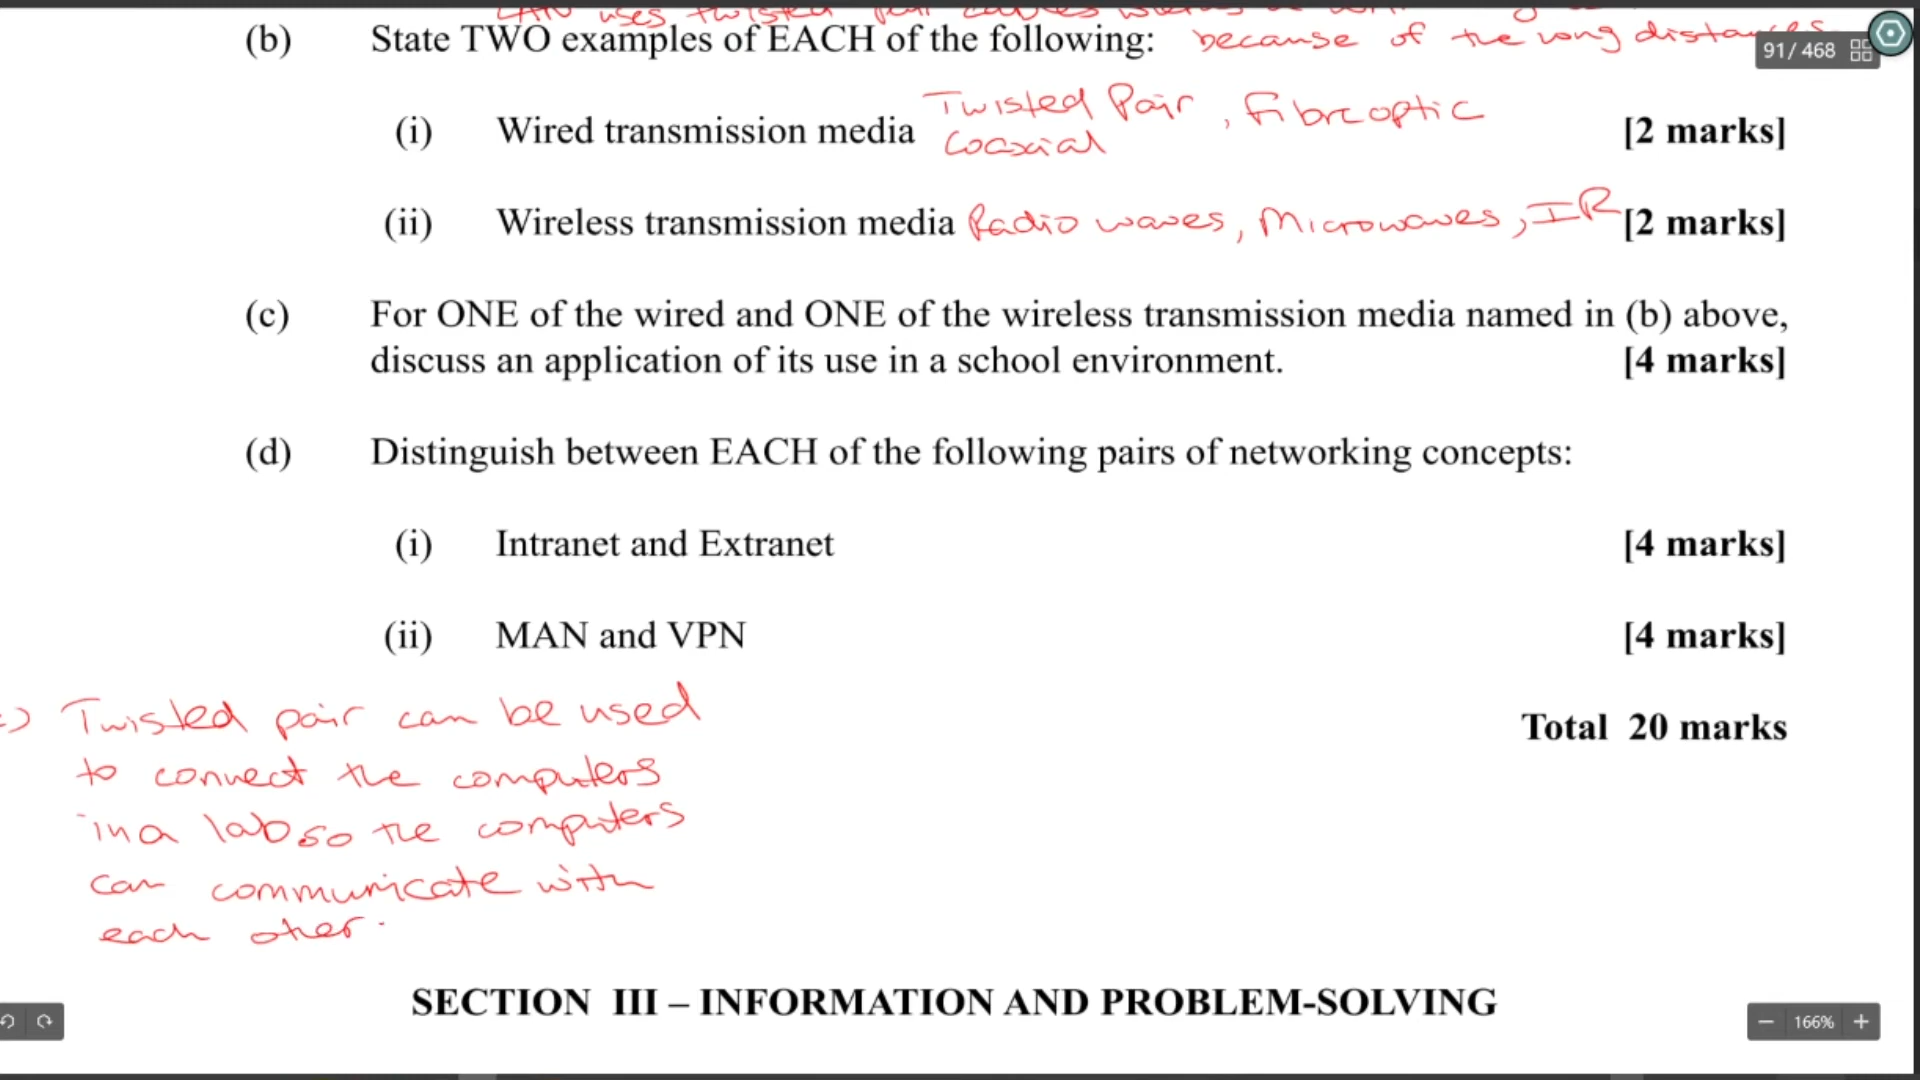 LAN uses twisted pair cables
(b) State TWO examples of EACH of the following: because of the long distances
91/ 468
(i) Wired transmission media Twisted Pair , Fibreoptic [2 marks]
Coaxial
(ii) Wireless transmission media Radio waves, Microwaves, IR [2 marks]
(c) For ONE of the wired and ONE of the wireless transmission media named in (b) above,
discuss an application of its use in a school environment. [4 marks]
(d) Distinguish between EACH of the following pairs of networking concepts:
(i) Intranet and Extranet [4 marks]
(ii) MAN and VPN [4 marks]
Total 20 marks
c) Twisted pair can be used
to connect the computers
in a lab so the computers
can communicate with
each other.
SECTION III – INFORMATION AND PROBLEM-SOLVING
166%